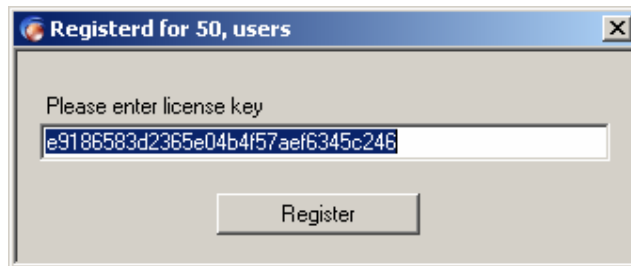 Registerd for 50, users
Please enter license key
e9186583d2365e04b4f57aef6345c246
Register